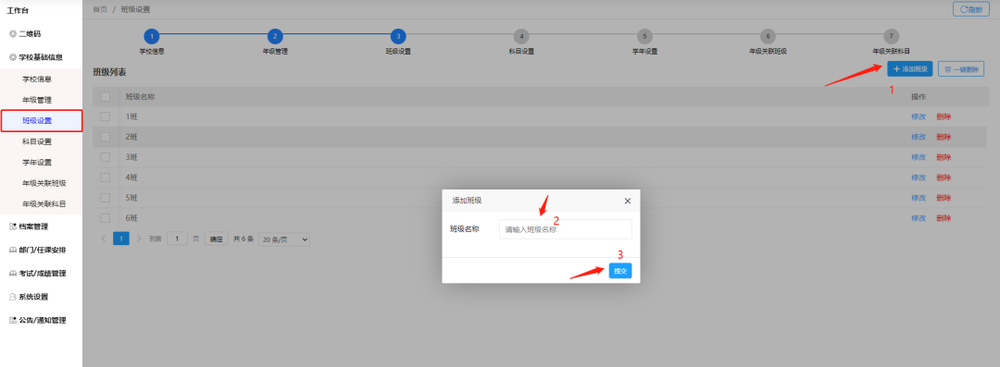 工作台
二维码
学校基础信息
学校信息
年级管理
班级设置
科目设置
学年设置
年级关联班级
年级关联科目
档案管理
部门/任课安排
考试/成绩管理
系统设置
公告/通知管理
首页 / 班级设置
刷新
1 2 3 4 5 6 7
学校信息 年级管理 班级设置 科目设置 学年设置 年级关联班级 年级关联科目
班级列表
+ 添加班级 一键删除
1
班级名称 操作
1班 修改 删除
2班 修改 删除
3班 修改 删除
4班 修改 删除
5班 修改 删除
6班 修改 删除
< 1 > 到第 1 页 确定 共 6 条 20 条/页
添加班级
班级名称 请输入班级名称
2
3
提交